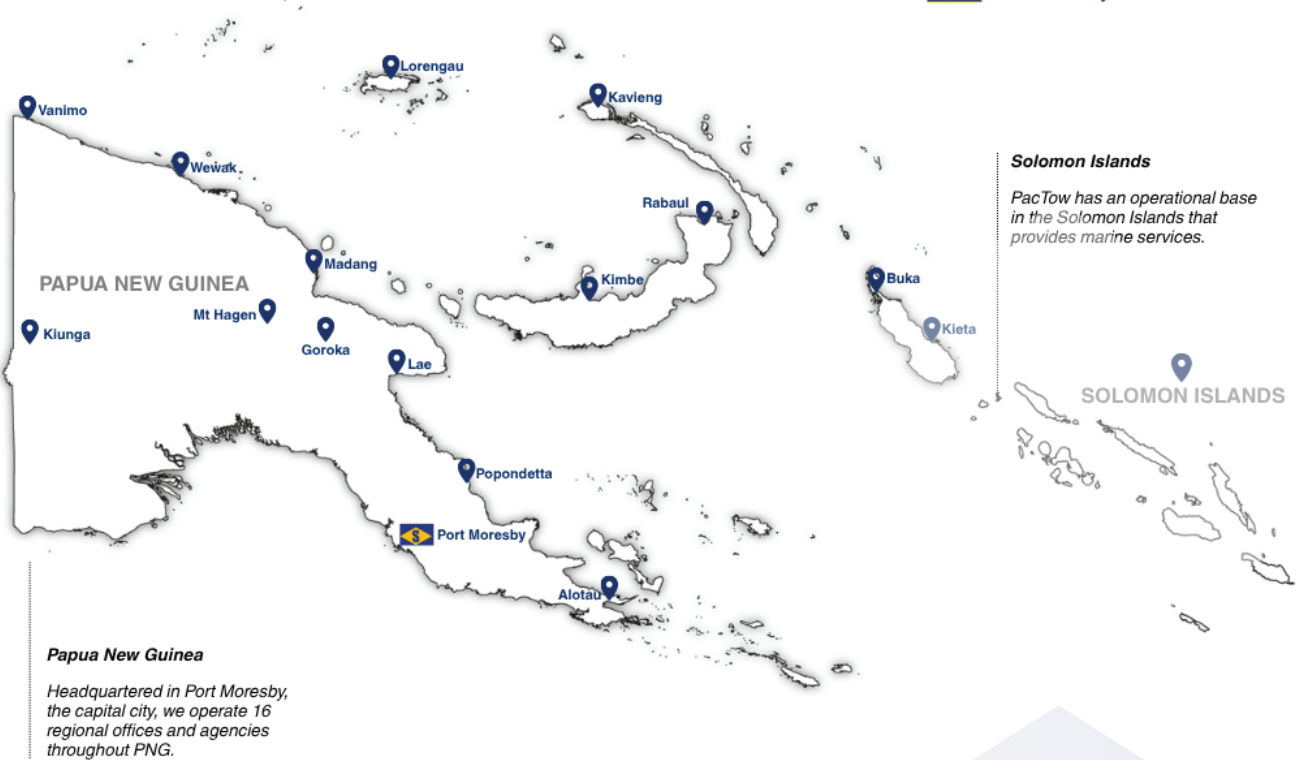 Lorengau
Kavieng
Vanimo
Wewak
Solomon Islands
PacTow has an operational base
in the Solomon Islands that
provides marine services.
Rabaul
Madang
PAPUA NEW GUINEA
Kimbe
Buka
Mt Hagen
Kiunga
Goroka
Kieta
Lae
SOLOMON ISLANDS
Popondetta
S Port Moresby
Alotau
Papua New Guinea
Headquartered in Port Moresby,
the capital city, we operate 16
regional offices and agencies
throughout PNG.